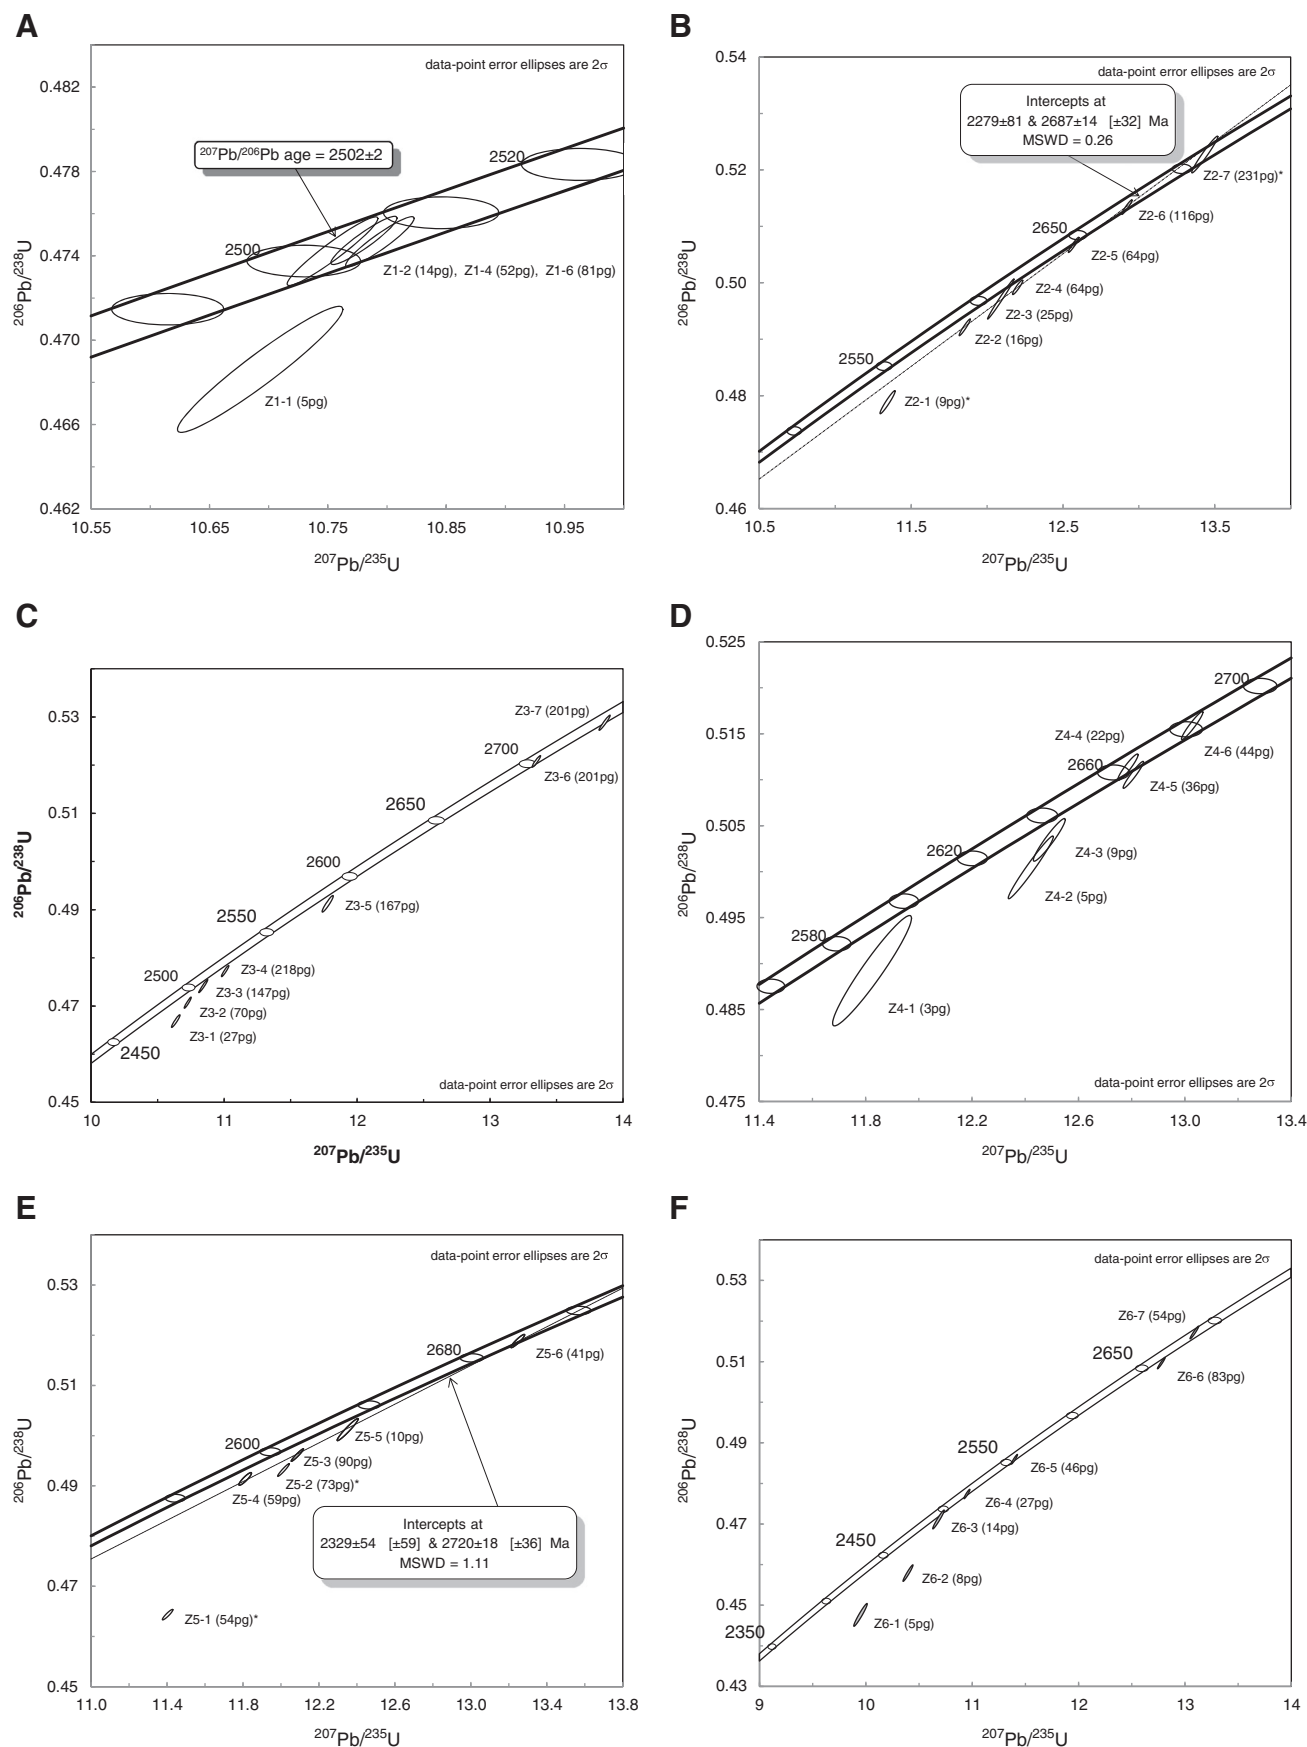 A
data-point error ellipses are 2σ
0.482
²⁰⁷Pb/²⁰⁶Pb age = 2502±2
2520
0.478
2500
0.474
Z1-2 (14pg), Z1-4 (52pg), Z1-6 (81pg)
²⁰⁶Pb/²³⁸U
0.470
Z1-1 (5pg)
0.466
0.462
10.55
10.65
10.75
10.85
10.95
²⁰⁷Pb/²³⁵U
B
0.54
data-point error ellipses are 2σ
Intercepts at
2279±81 & 2687±14 [±32] Ma
MSWD = 0.26
0.52
Z2-7 (231pg)*
Z2-6 (116pg)
2650
Z2-5 (64pg)
²⁰⁶Pb/²³⁸U
0.50
Z2-4 (64pg)
Z2-3 (25pg)
Z2-2 (16pg)
2550
0.48
Z2-1 (9pg)*
0.46
10.5
11.5
12.5
13.5
²⁰⁷Pb/²³⁵U
C
0.53
Z3-7 (201pg)
2700
Z3-6 (201pg)
0.51
2650
²⁰⁶Pb/²³⁸U
2600
0.49
Z3-5 (167pg)
2550
2500
Z3-4 (218pg)
Z3-3 (147pg)
0.47
Z3-2 (70pg)
Z3-1 (27pg)
2450
data-point error ellipses are 2σ
0.45
10
11
12
13
14
²⁰⁷Pb/²³⁵U
D
0.525
2700
0.515
Z4-4 (22pg)
Z4-6 (44pg)
2660
Z4-5 (36pg)
0.505
2620
Z4-3 (9pg)
²⁰⁶Pb/²³⁸U
Z4-2 (5pg)
0.495
2580
0.485
Z4-1 (3pg)
data-point error ellipses are 2σ
0.475
11.4
11.8
12.2
12.6
13.0
13.4
²⁰⁷Pb/²³⁵U
E
data-point error ellipses are 2σ
0.53
2680
Z5-6 (41pg)
0.51
2600
Z5-5 (10pg)
²⁰⁶Pb/²³⁸U
Z5-3 (90pg)
0.49
Z5-2 (73pg)*
Z5-4 (59pg)
Intercepts at
2329±54 [±59] & 2720±18 [±36] Ma
MSWD = 1.11
0.47
Z5-1 (54pg)*
0.45
11.0
11.4
11.8
12.2
12.6
13.0
13.4
13.8
²⁰⁷Pb/²³⁵U
F
data-point error ellipses are 2σ
0.53
Z6-7 (54pg)
2650
0.51
Z6-6 (83pg)
²⁰⁶Pb/²³⁸U
0.49
2550
Z6-5 (46pg)
Z6-4 (27pg)
0.47
Z6-3 (14pg)
2450
Z6-2 (8pg)
0.45
Z6-1 (5pg)
2350
0.43
9
10
11
12
13
14
²⁰⁷Pb/²³⁵U